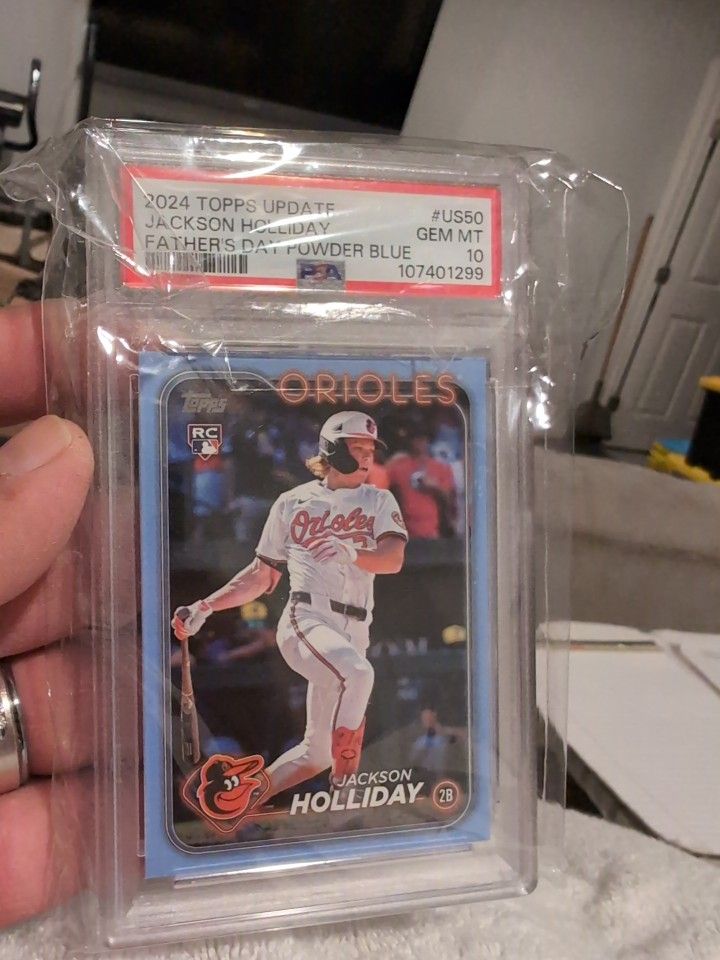 2024 TOPPS UPDATE #US50
JACKSON HOLLIDAY GEM MT
FATHER'S DAY POWDER BLUE 10
PSA 107401299
ORIOLES
TOPPS
RC
Orioles
JACKSON
HOLLIDAY 2B